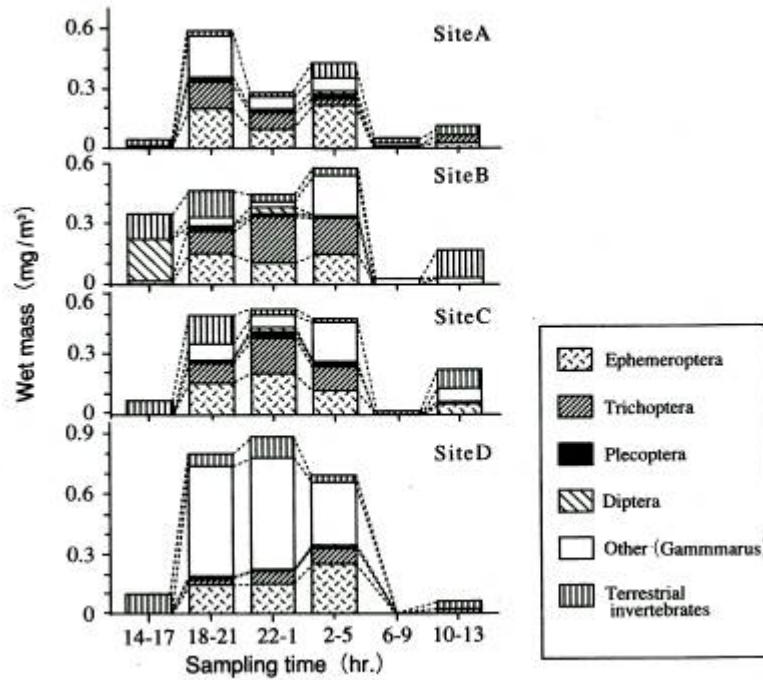 0.6
0.3
0
SiteA
0.6
0.3
0
SiteB
0.6
0.3
0
SiteC
0.9
0.6
0.3
0
SiteD
Wet mass (mg/m³)
14-17 18-21 22-1 2-5 6-9 10-13
Sampling time (hr.)
Ephemeroptera
Trichoptera
Plecoptera
Diptera
Other (Gammmarus)
Terrestrial
invertebrates